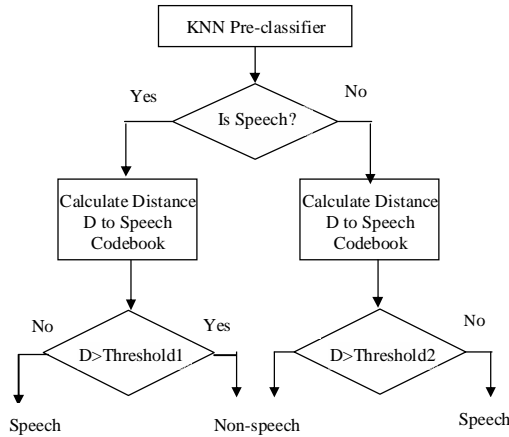 KNN Pre-classifier
Yes
No
Is Speech?
Calculate Distance
D to Speech
Codebook
Calculate Distance
D to Speech
Codebook
No
Yes
No
D>Threshold1
D>Threshold2
Speech
Non-speech
Speech